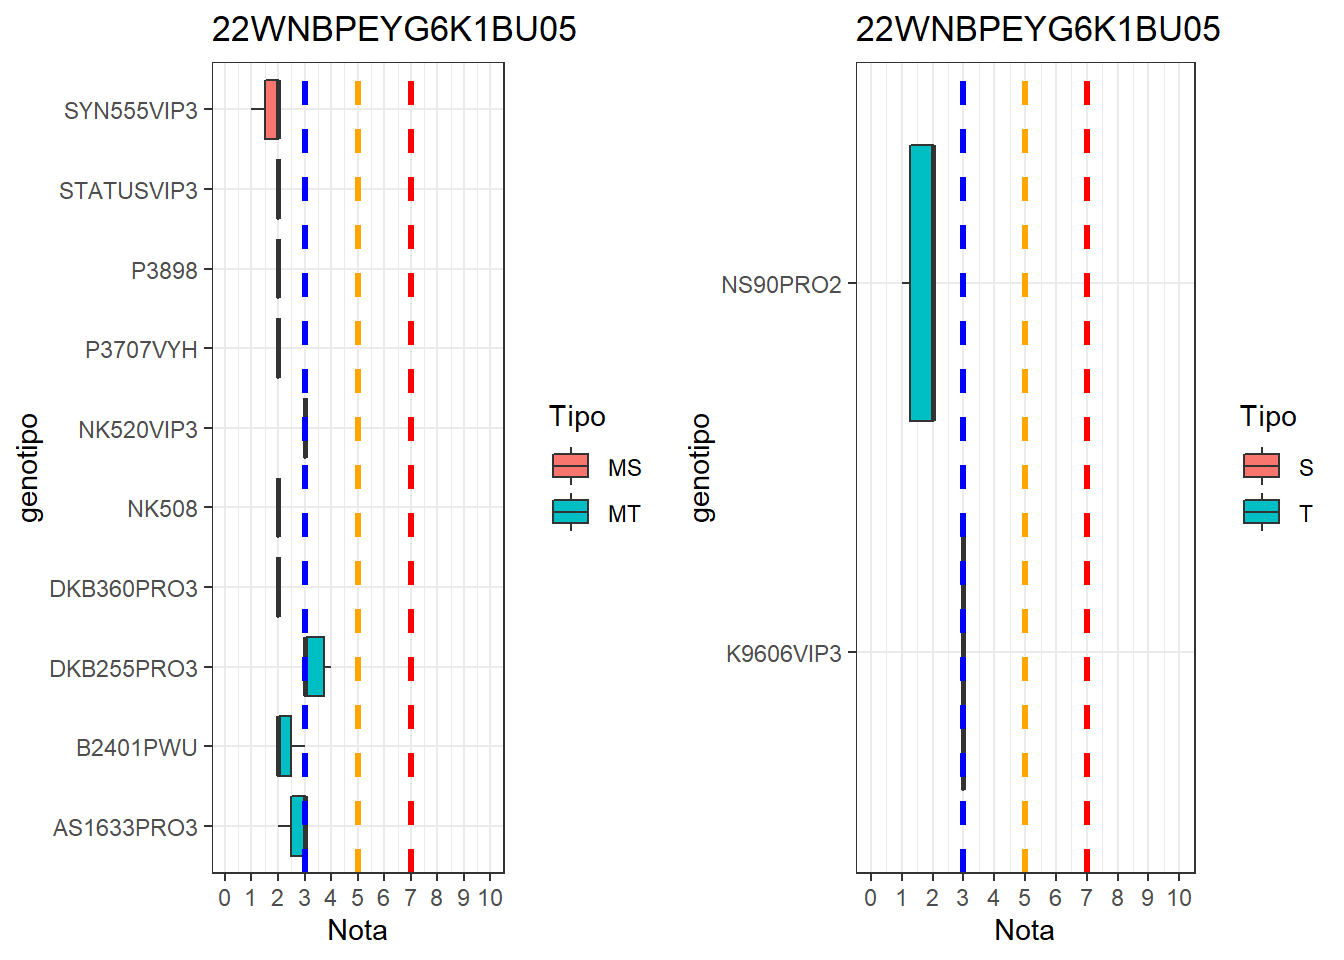 22WNBPEYG6K1BU05
genotipo
SYN555VIP3
STATUSVIP3
P3898
P3707VYH
NK520VIP3
NK508
DKB360PRO3
DKB255PRO3
B2401PWU
AS1633PRO3
0 1 2 3 4 5 6 7 8 9 10
Nota
Tipo
MS
MT
22WNBPEYG6K1BU05
genotipo
NS90PRO2
K9606VIP3
0 1 2 3 4 5 6 7 8 9 10
Nota
Tipo
S
T